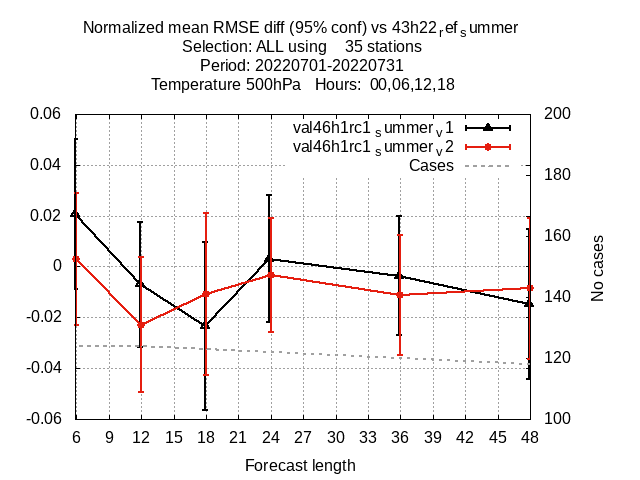 Normalized mean RMSE diff (95% conf) vs 43h22refsummer
Selection: ALL using 35 stations
Period: 20220701-20220731
Temperature 500hPa Hours: 00,06,12,18
0.06 200
val46h1rc1summerv1
val46h1rc1summerv2
Cases
0.04 180
0.02 160
0 140
-0.02 120
-0.04 100
-0.06
No cases
6 9 12 15 18 21 24 27 30 33 36 39 42 45 48
Forecast length